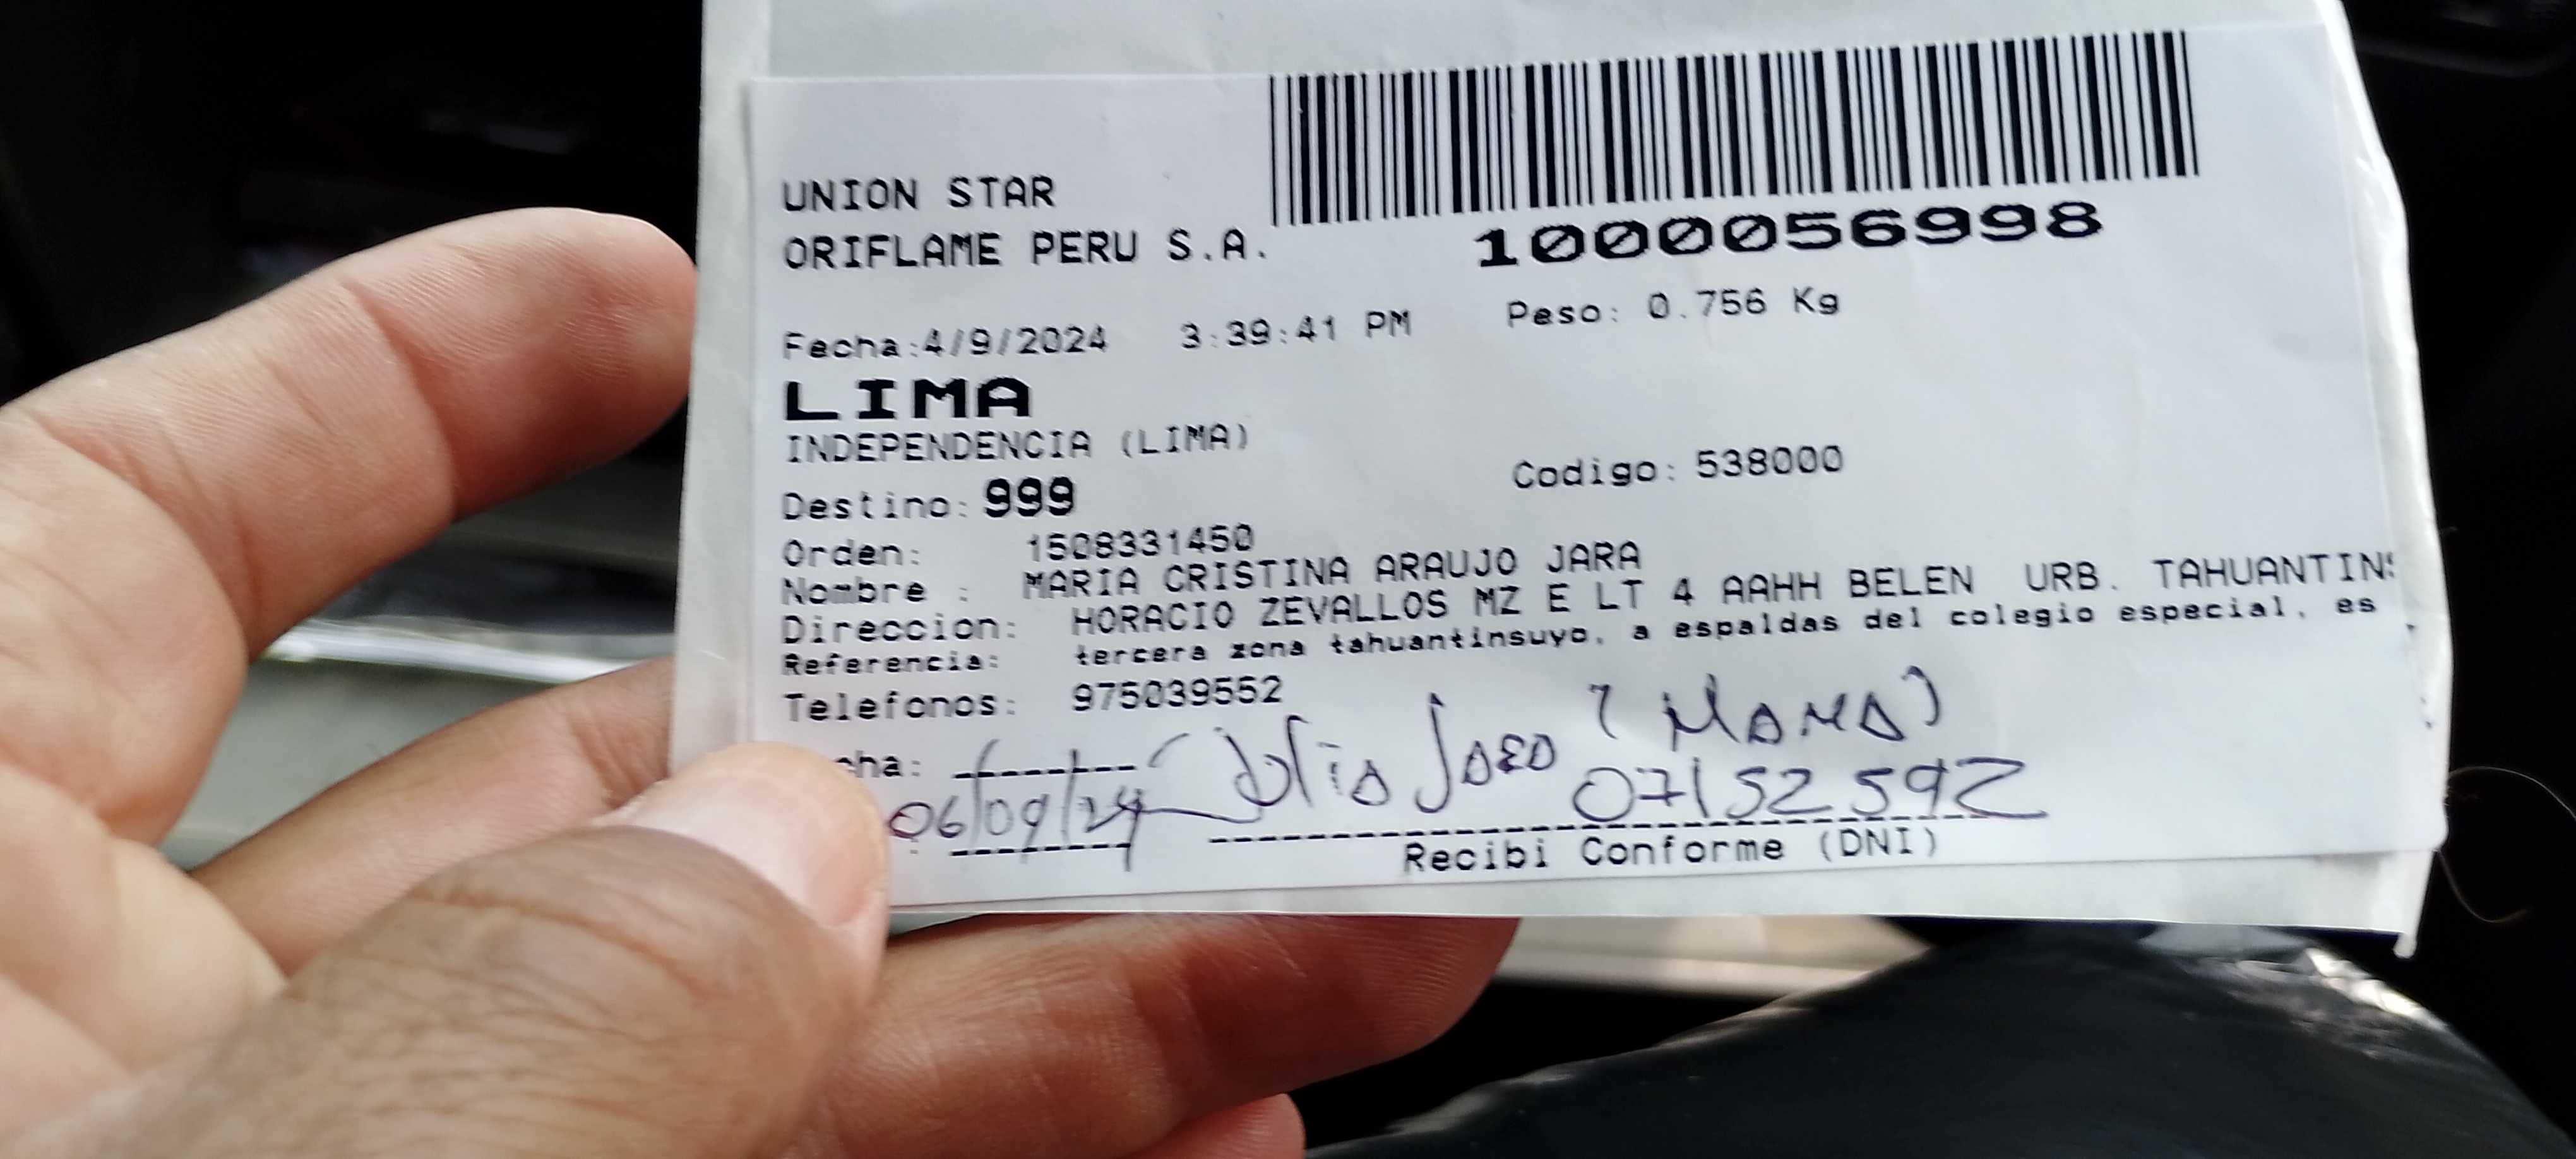 UNION STAR
ORIFLAME PERU S.A.
1000056998
Fecha:4/9/2024 3:39:41 PM Peso: 0.756 Kg
LIMA
INDEPENDENCIA (LIMA)
Destino: 999 Codigo: 538000
Orden: 1508331450
Nombre : MARIA CRISTINA ARAUJO JARA
Direccion: HORACIO ZEVALLOS MZ E LT 4 AAHH BELEN URB. TAHUANTINS
Referencia: tercera zona tahuantinsuyo, a espaldas del colegio especial, es
Telefonos: 975039552
(MAMA)
cha:
06/09/24 07152592
Recibi Conforme (DNI)